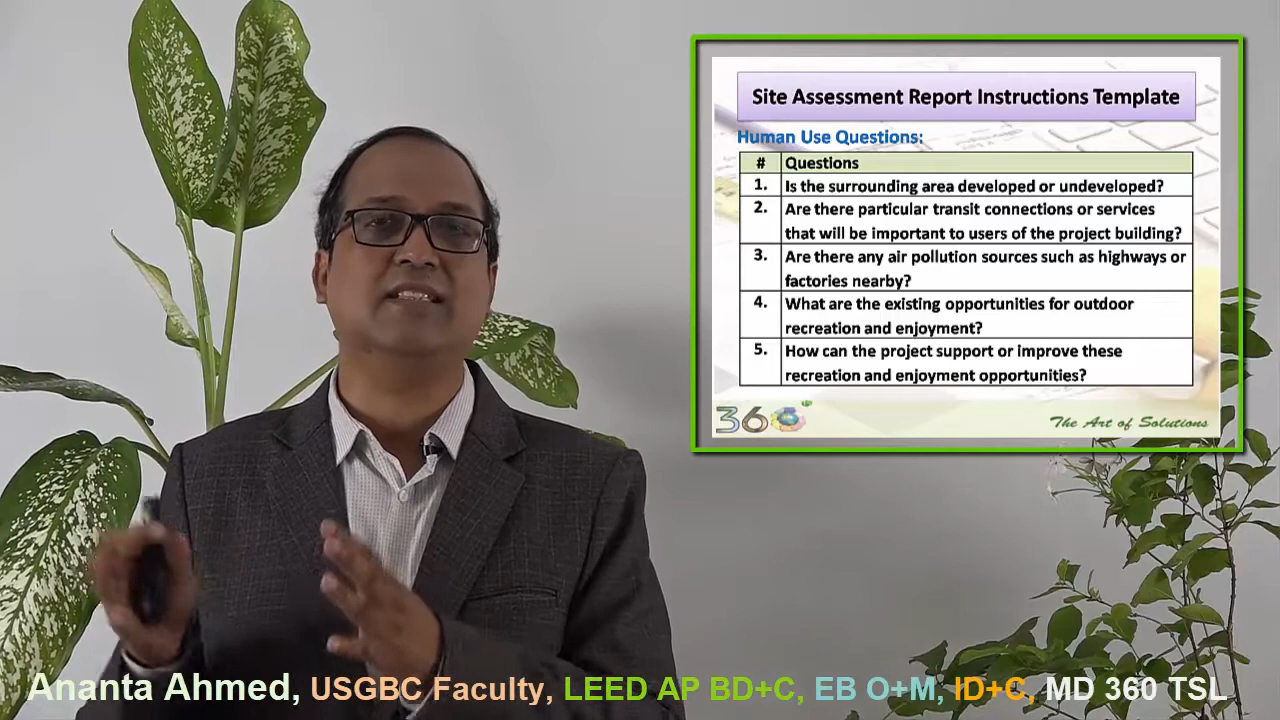 Site Assessment Report Instructions Template
Human Use Questions:
# Questions
1. Is the surrounding area developed or undeveloped?
2. Are there particular transit connections or services
that will be important to users of the project building?
3. Are there any air pollution sources such as highways or
factories nearby?
4. What are the existing opportunities for outdoor
recreation and enjoyment?
5. How can the project support or improve these
recreation and enjoyment opportunities?
360
The Art of Solutions
Ananta Ahmed, USGBC Faculty, LEED AP BD+C, EB O+M, ID+C, MD 360 TSL